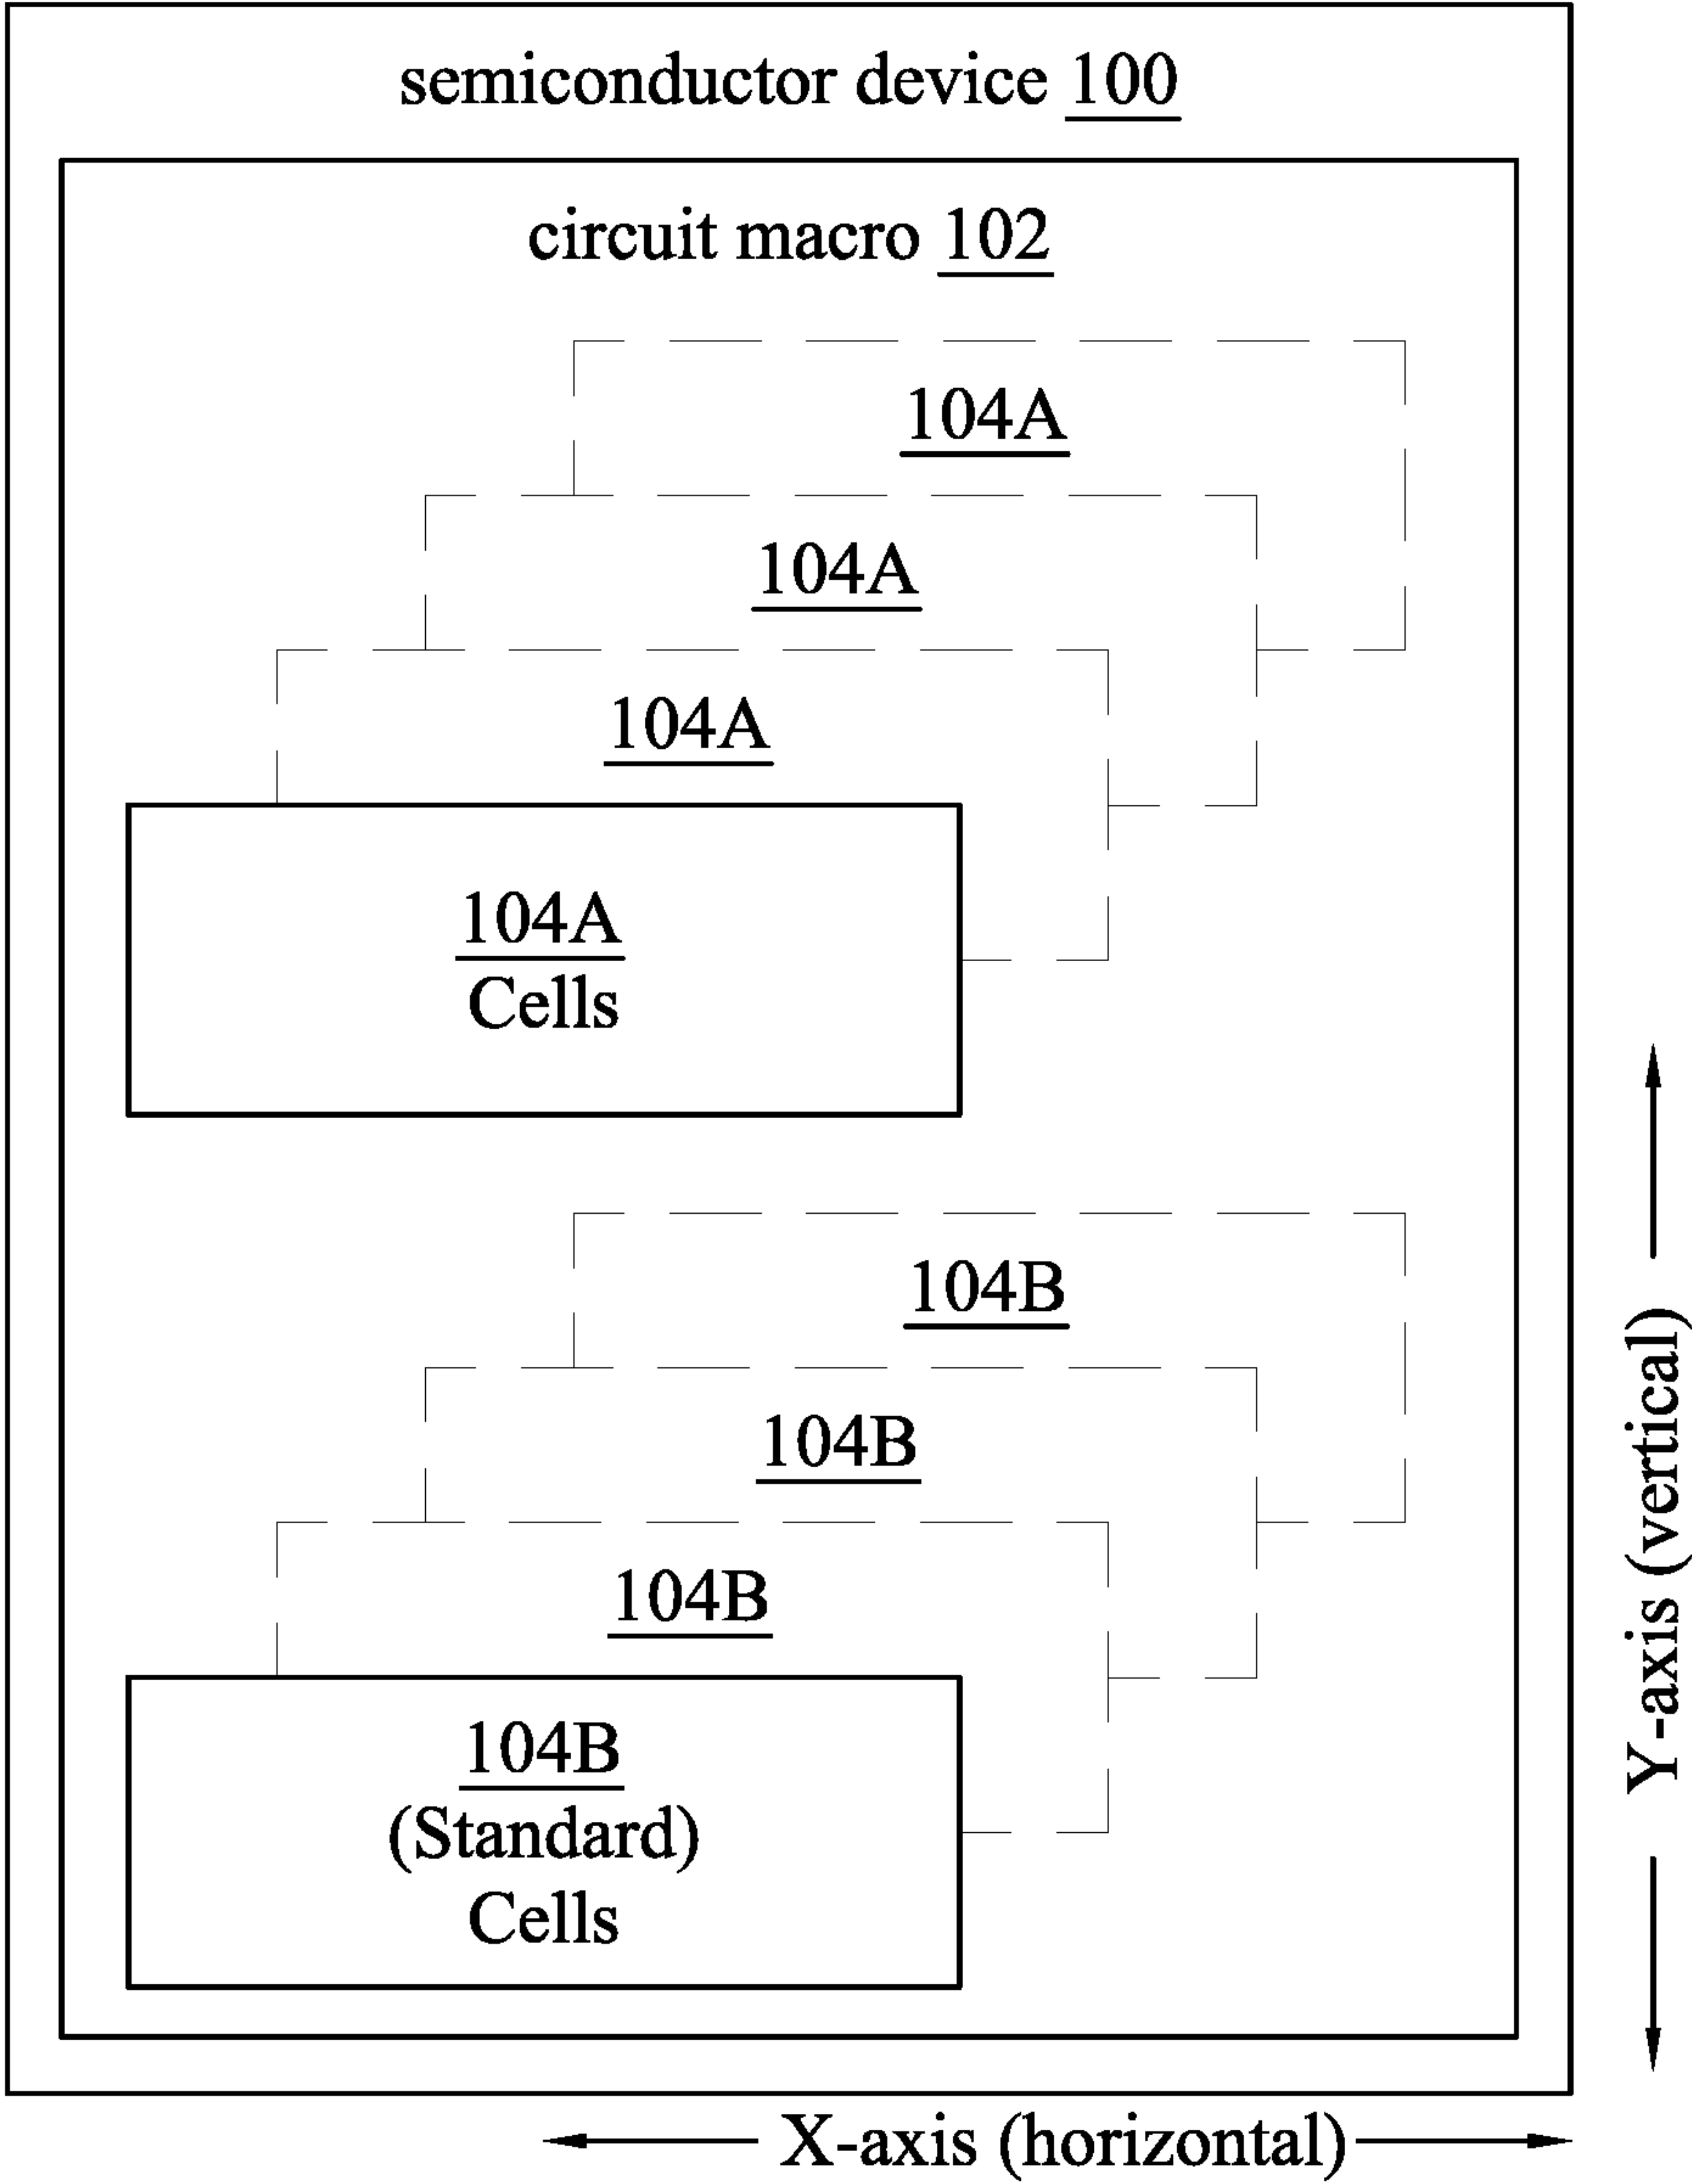 semiconductor device 100
circuit macro 102
104A
104A
104A
104A
Cells
104B
104B
104B
104B
(Standard)
Cells
Y-axis (vertical)
X-axis (horizontal)